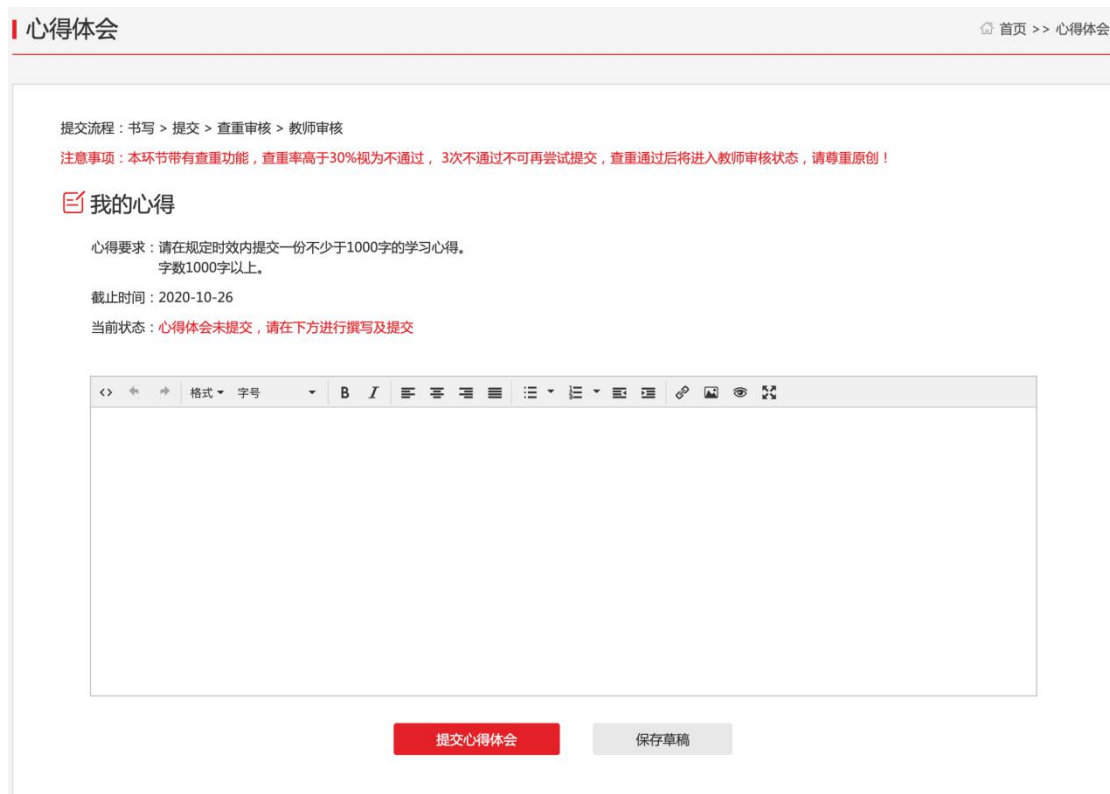 心得体会
首页 >> 心得体会
提交流程：书写 > 提交 > 查重审核 > 教师审核
注意事项：本环节带有查重功能，查重率高于30%视为不通过， 3次不通过不可再尝试提交，查重通过后将进入教师审核状态，请尊重原创！
我的心得
心得要求：请在规定时效内提交一份不少于1000字的学习心得。
字数1000字以上。
截止时间：2020-10-26
当前状态：心得体会未提交，请在下方进行撰写及提交
格式 字号 B I
提交心得体会 保存草稿